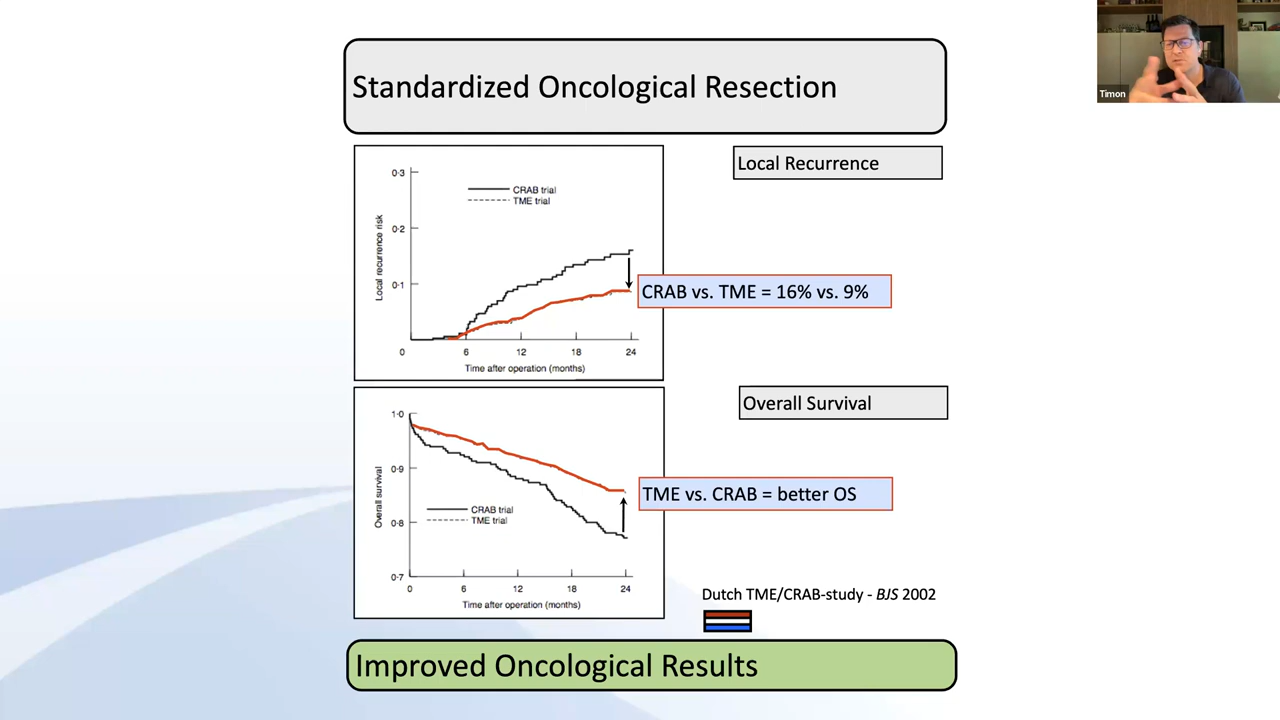 Standardized Oncological Resection
Timon
Local Recurrence
0·3
CRAB trial
TME trial
0·2
Local recurrence risk
0·1
CRAB vs. TME = 16% vs. 9%
0
6
12
18
24
Time after operation (months)
Overall Survival
1·0
0·9
Overall survival
TME vs. CRAB = better OS
CRAB trial
TME trial
0·8
0·7
0
6
12
18
24
Time after operation (months)
Dutch TME/CRAB-study - BJS 2002
Improved Oncological Results